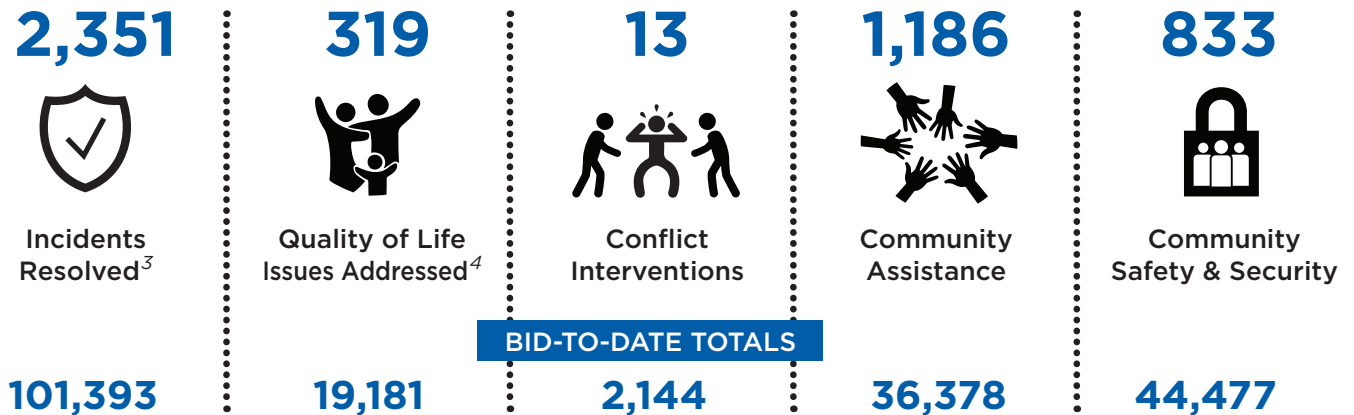 2,351
319
13
1,186
833
Incidents
Resolved3
Quality of Life
Issues Addressed4
Conflict
Interventions
Community
Assistance
Community
Safety & Security
BID-TO-DATE TOTALS
101,393
19,181
2,144
36,378
44,477